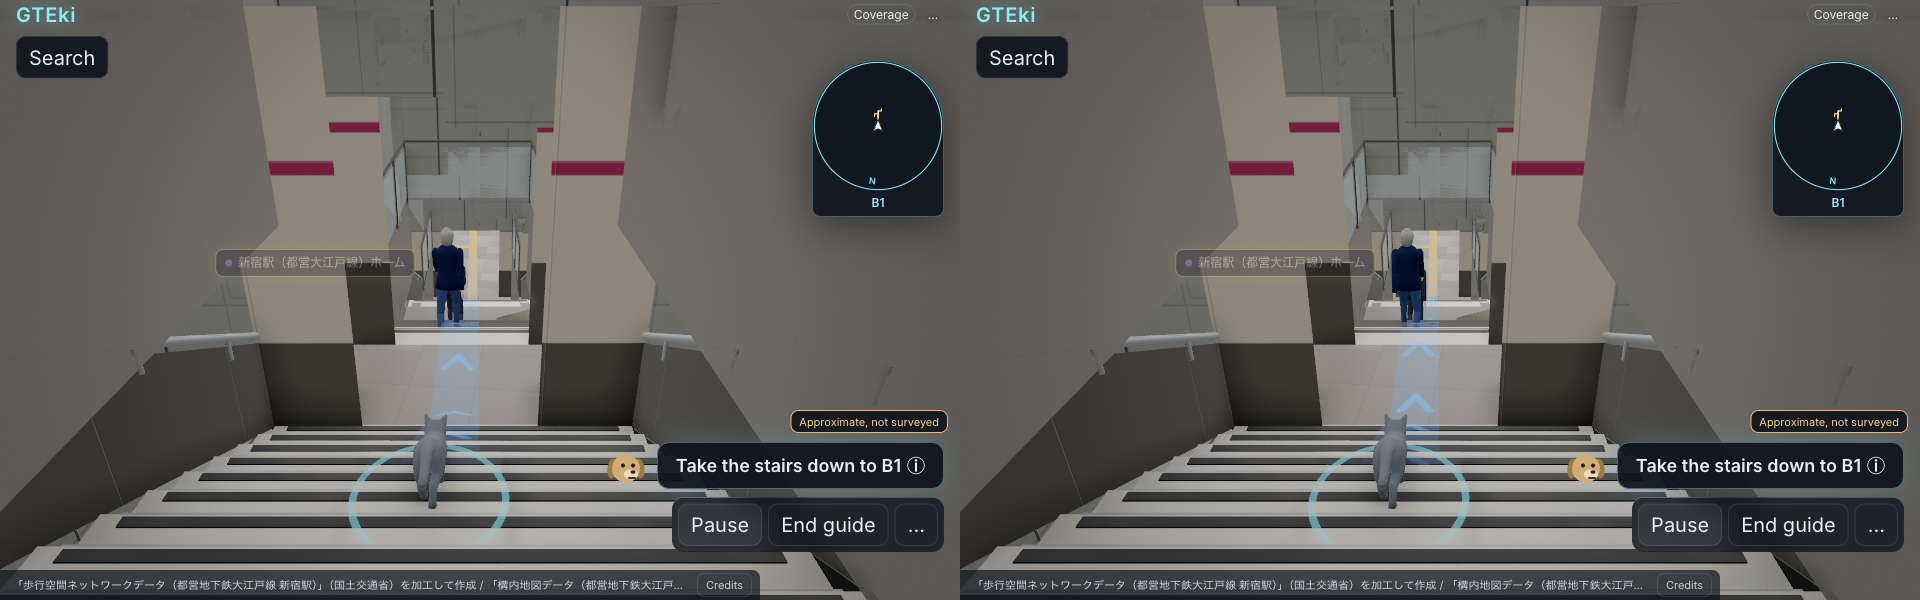 GTEki
Coverage
...
Search
N
B1
新宿駅（都営大江戸線）ホーム
Approximate, not surveyed
Take the stairs down to B1 ⓘ
Pause
End guide
...
「歩行空間ネットワークデータ（都営地下鉄大江戸線 新宿駅）」（国土交通省）を加工して作成 / 「構内地図データ（都営地下鉄大江戸...
Credits
GTEki
Coverage
...
Search
N
B1
新宿駅（都営大江戸線）ホーム
Approximate, not surveyed
Take the stairs down to B1 ⓘ
Pause
End guide
...
「歩行空間ネットワークデータ（都営地下鉄大江戸線 新宿駅）」（国土交通省）を加工して作成 / 「構内地図データ（都営地下鉄大江戸...
Credits